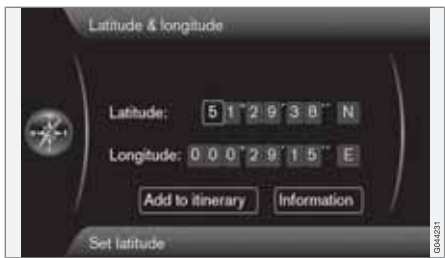 Latitude & longitude
Latitude: 51°29'38" N
Longitude: 000°29'15" E
Add to itinerary Information
Set latitude
G044231